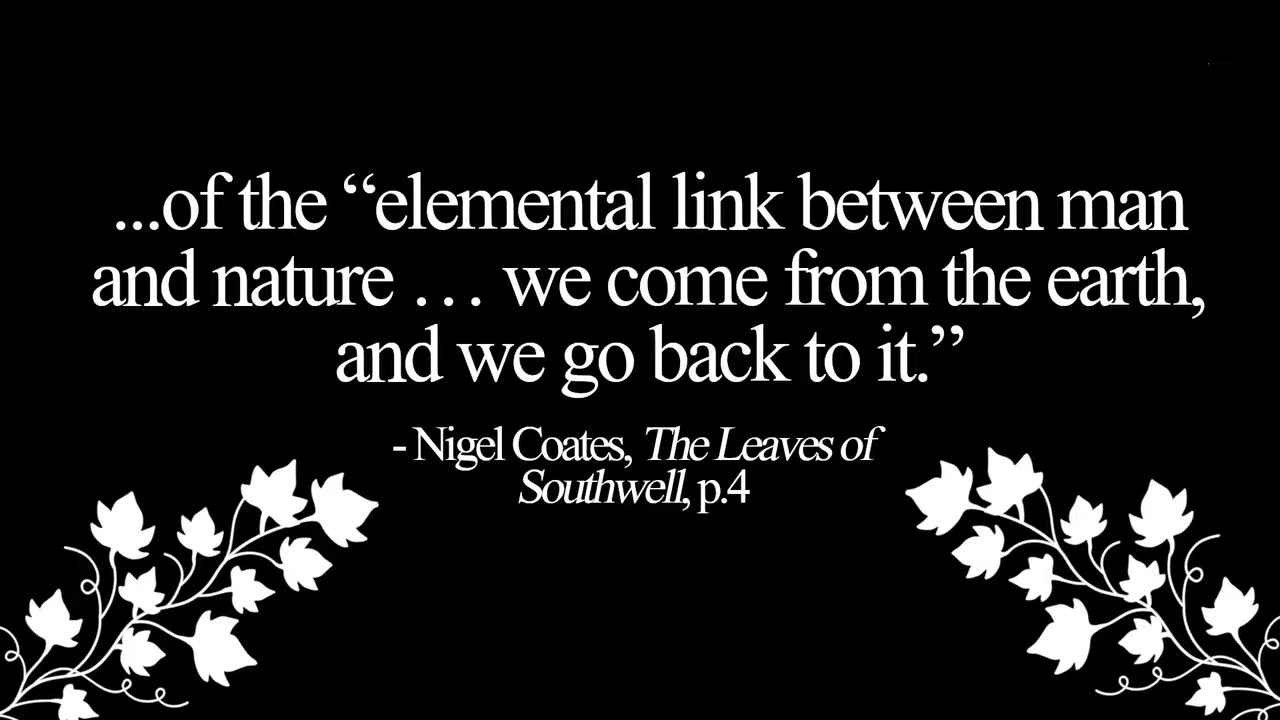 ...of the “elemental link between man
and nature … we come from the earth,
and we go back to it.”
- Nigel Coates, The Leaves of
Southwell, p.4